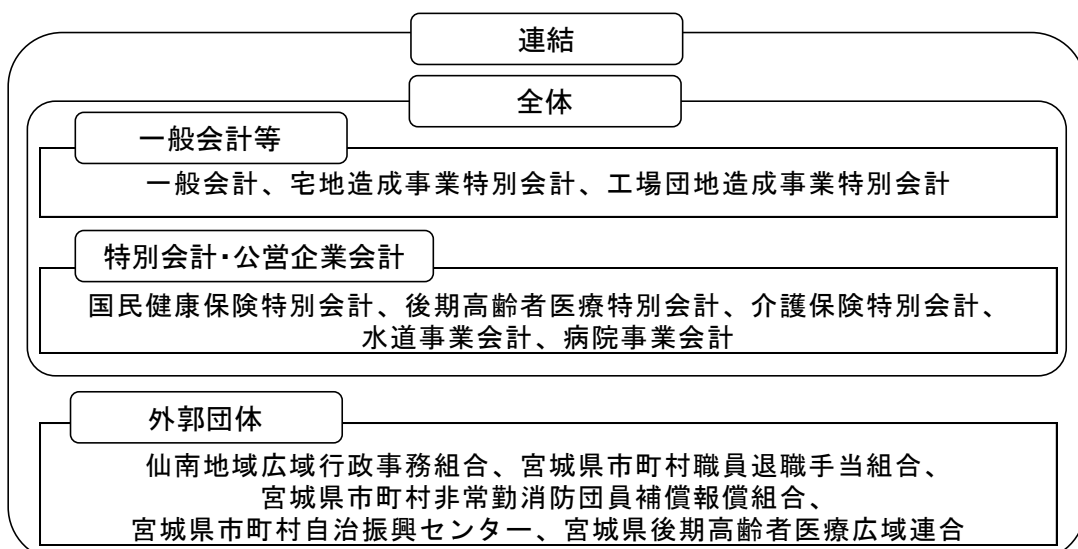 連結
全体
一般会計等
一般会計、宅地造成事業特別会計、工場団地造成事業特別会計
特別会計・公営企業会計
国民健康保険特別会計、後期高齢者医療特別会計、介護保険特別会計、
水道事業会計、病院事業会計
外郭団体
仙南地域広域行政事務組合、宮城県市町村職員退職手当組合、
宮城県市町村非常勤消防団員補償報償組合、
宮城県市町村自治振興センター、宮城県後期高齢者医療広域連合